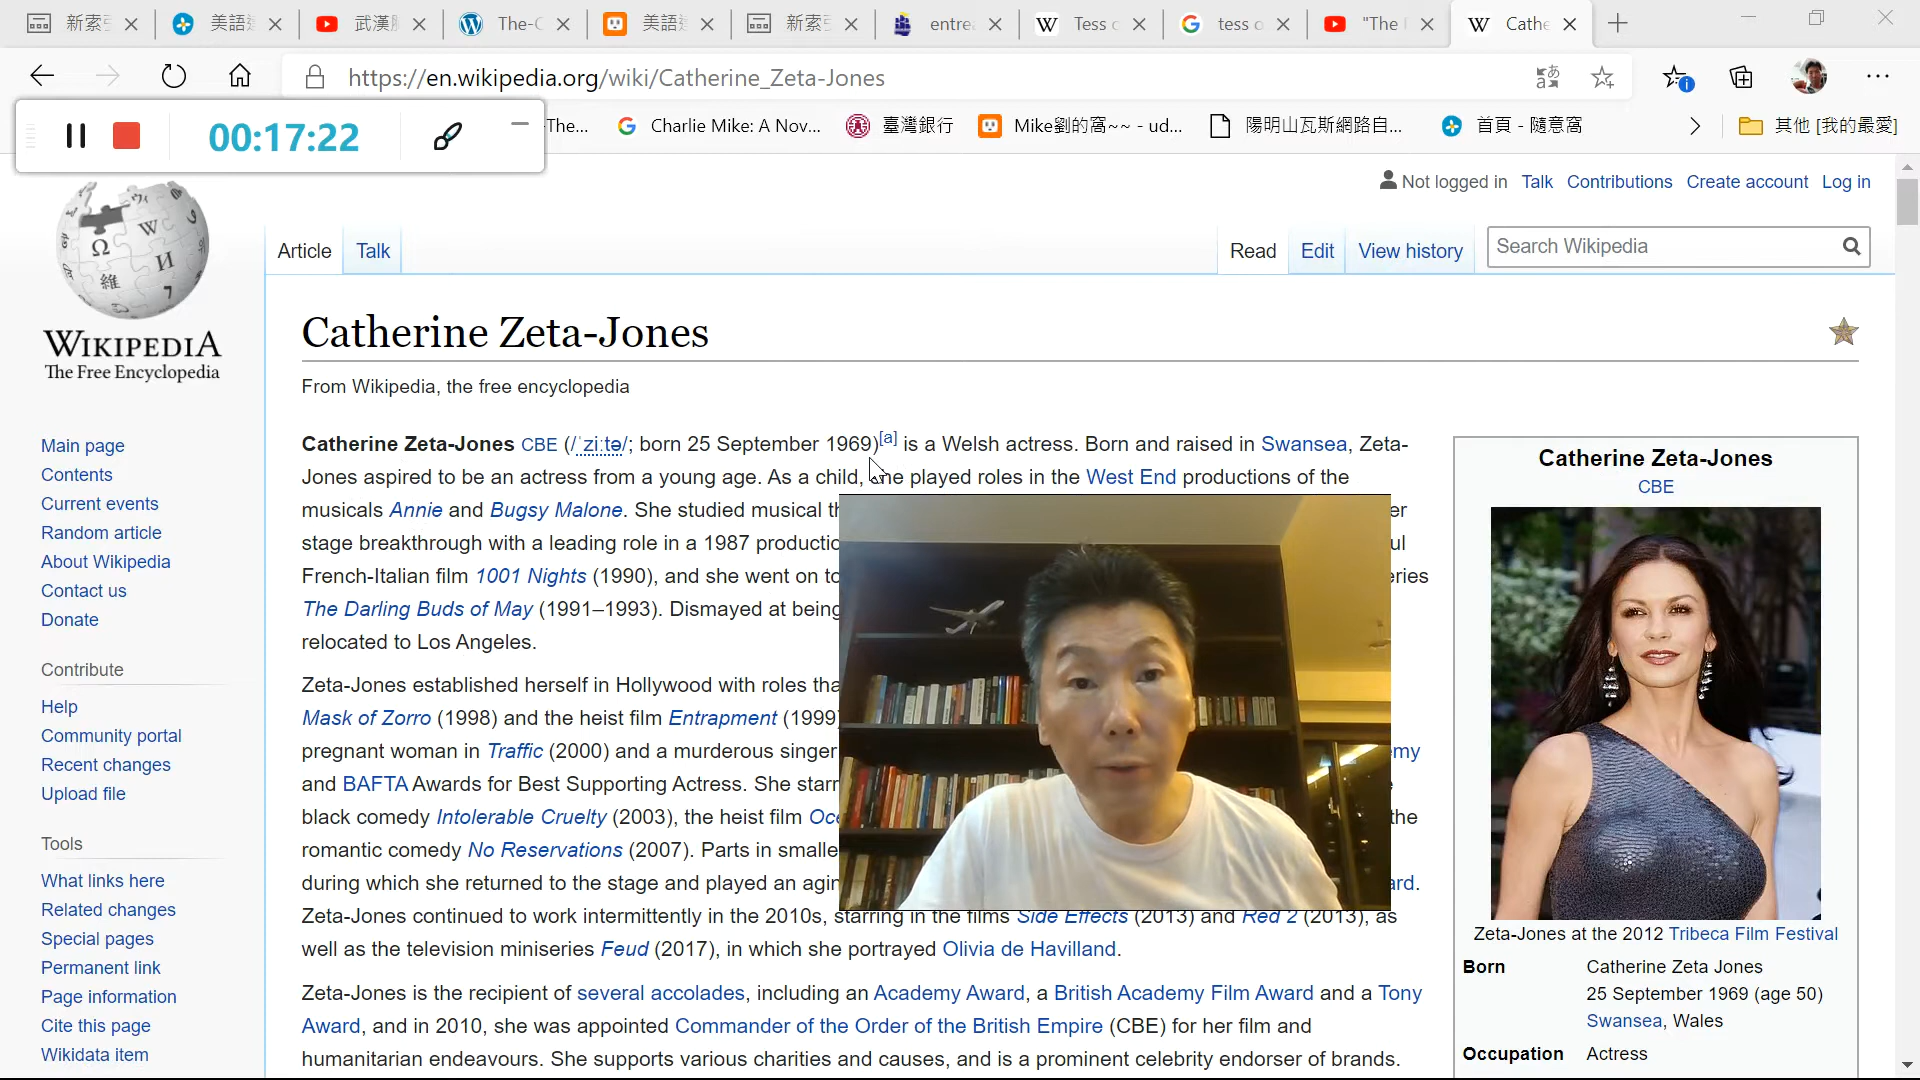 新索引
美語達
武漢肺
The-C
美語達
新索引
entre
Tess o
tess o
"The
Cathe
https://en.wikipedia.org/wiki/Catherine_Zeta-Jones
00:17:22
The...
Charlie Mike: A Nov...
臺灣銀行
Mike劉的窩~~ - ud...
陽明山瓦斯網路自...
首頁 - 隨意窩
其他 [我的最愛]
Not logged in Talk Contributions Create account Log in
Article Talk Read Edit View history Search Wikipedia
WIKIPEDIA
The Free Encyclopedia
Main page
Contents
Current events
Random article
About Wikipedia
Contact us
Donate
Contribute
Help
Community portal
Recent changes
Upload file
Tools
What links here
Related changes
Special pages
Permanent link
Page information
Cite this page
Wikidata item
Catherine Zeta-Jones
From Wikipedia, the free encyclopedia
Catherine Zeta-Jones CBE (/ˈziːtə/; born 25 September 1969)[a] is a Welsh actress. Born and raised in Swansea, Zeta-
Jones aspired to be an actress from a young age. As a child, she played roles in the West End productions of the
musicals Annie and Bugsy Malone. She studied musical th er
stage breakthrough with a leading role in a 1987 productio ul
French-Italian film 1001 Nights (1990), and she went on to eries
The Darling Buds of May (1991–1993). Dismayed at being
relocated to Los Angeles.
Zeta-Jones established herself in Hollywood with roles tha
Mask of Zorro (1998) and the heist film Entrapment (1999)
pregnant woman in Traffic (2000) and a murderous singer emy
and BAFTA Awards for Best Supporting Actress. She starr
black comedy Intolerable Cruelty (2003), the heist film Oce the
romantic comedy No Reservations (2007). Parts in smalle
during which she returned to the stage and played an agin ard.
Zeta-Jones continued to work intermittently in the 2010s, starring in the films Side Effects (2013) and Red 2 (2013), as
well as the television miniseries Feud (2017), in which she portrayed Olivia de Havilland.
Zeta-Jones is the recipient of several accolades, including an Academy Award, a British Academy Film Award and a Tony
Award, and in 2010, she was appointed Commander of the Order of the British Empire (CBE) for her film and
humanitarian endeavours. She supports various charities and causes, and is a prominent celebrity endorser of brands.
Catherine Zeta-Jones
CBE
Zeta-Jones at the 2012 Tribeca Film Festival
Born Catherine Zeta Jones
25 September 1969 (age 50)
Swansea, Wales
Occupation Actress